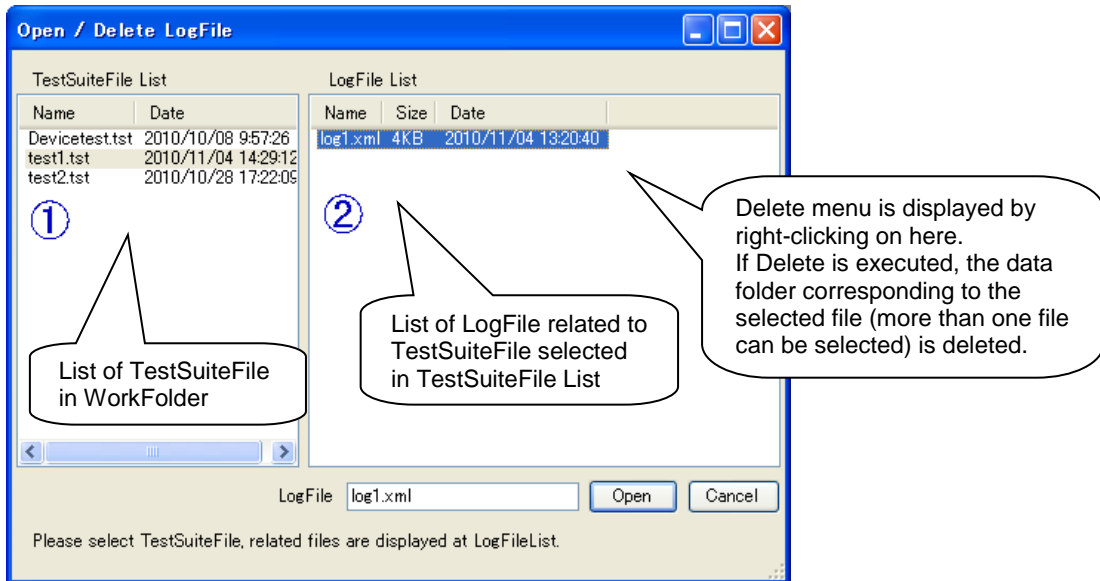 Open / Delete LogFile
TestSuiteFile List
LogFile List
Name Date
Name Size Date
Devicetest.tst 2010/10/08 9:57:26
test1.tst 2010/11/04 14:29:12
test2.tst 2010/10/28 17:22:09
log1.xml 4KB 2010/11/04 13:20:40
①
②
List of TestSuiteFile
in WorkFolder
List of LogFile related to
TestSuiteFile selected
in TestSuiteFile List
Delete menu is displayed by
right-clicking on here.
If Delete is executed, the data
folder corresponding to the
selected file (more than one file
can be selected) is deleted.
LogFile log1.xml Open Cancel
Please select TestSuiteFile, related files are displayed at LogFileList.